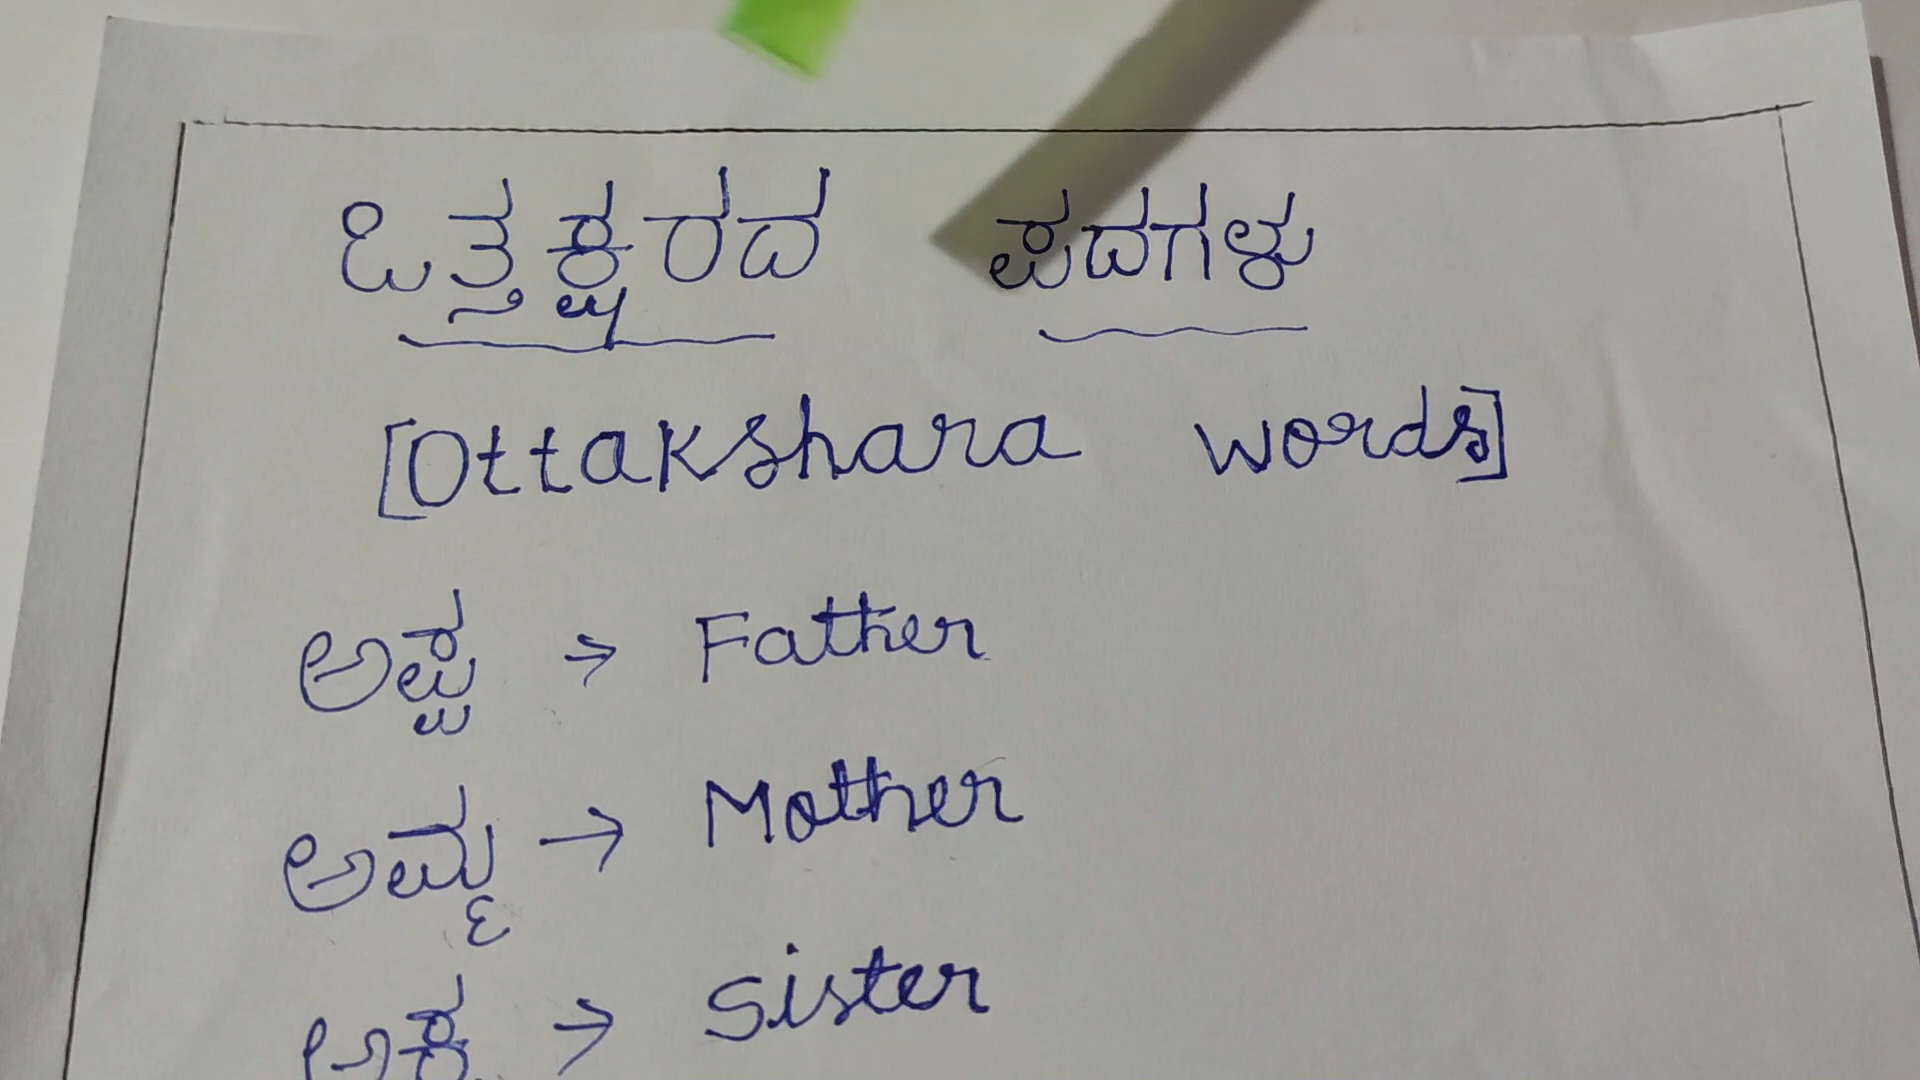 ಒತ್ತಕ್ಷರದ ಪದಗಳು
[Ottakshara words]
ಅಪ್ಪ → Father
ಅಮ್ಮ → Mother
→ Sister